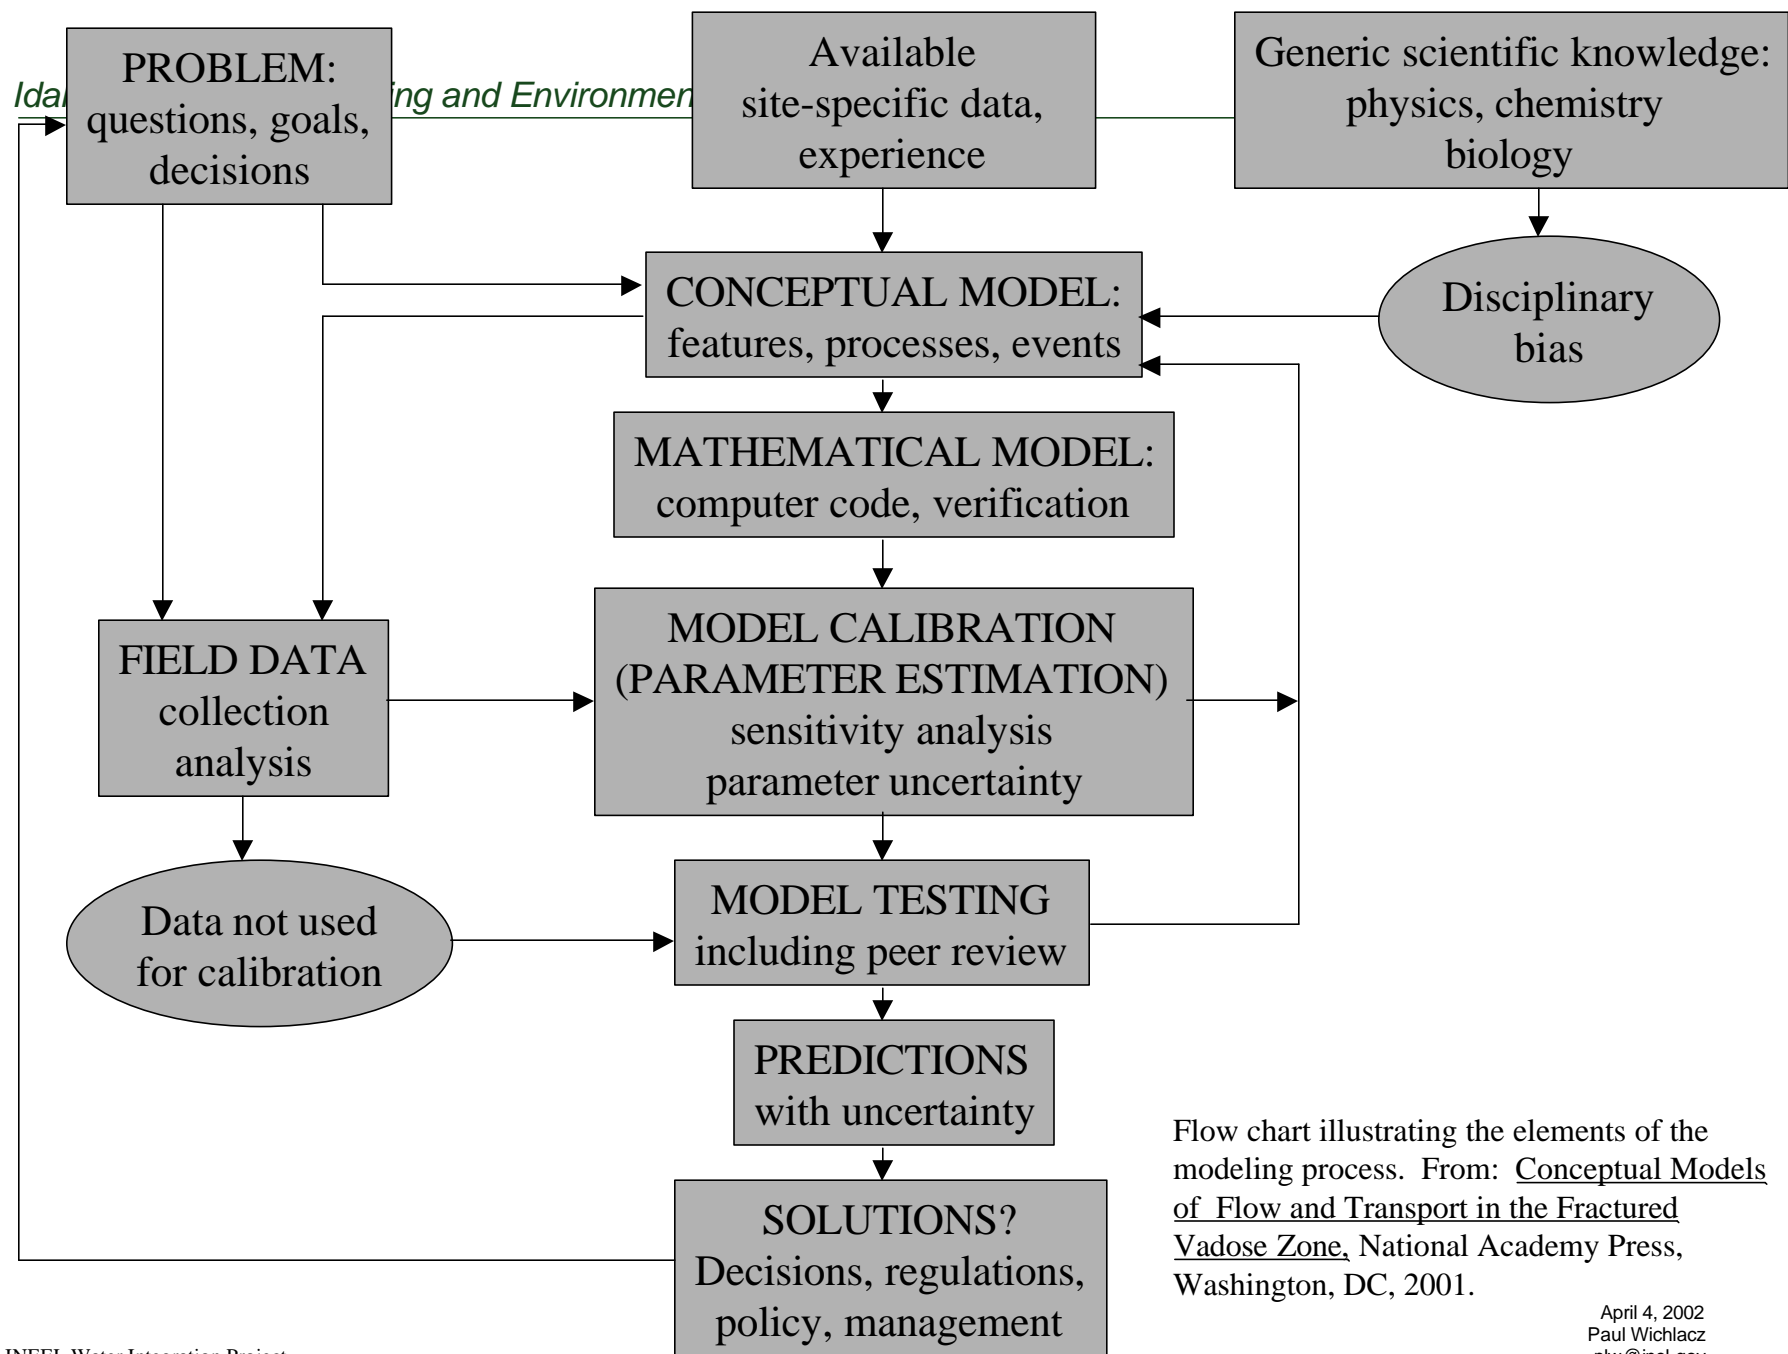 PROBLEM:
questions, goals,
decisions
Available
site-specific data,
experience
Generic scientific knowledge:
physics, chemistry
biology
and Environmen
CONCEPTUAL MODEL:
features, processes, events
Disciplinary
bias
MATHEMATICAL MODEL:
computer code, verification
FIELD DATA
collection
analysis
MODEL CALIBRATION
(PARAMETER ESTIMATION)
sensitivity analysis
parameter uncertainty
Data not used
for calibration
MODEL TESTING
including peer review
PREDICTIONS
with uncertainty
SOLUTIONS?
Decisions, regulations,
policy, management
Flow chart illustrating the elements of the
modeling process. From: Conceptual Models
of Flow and Transport in the Fractured
Vadose Zone, National Academy Press,
Washington, DC, 2001.
April 4, 2002
Paul Wichlacz
INEEL Water Integration Project